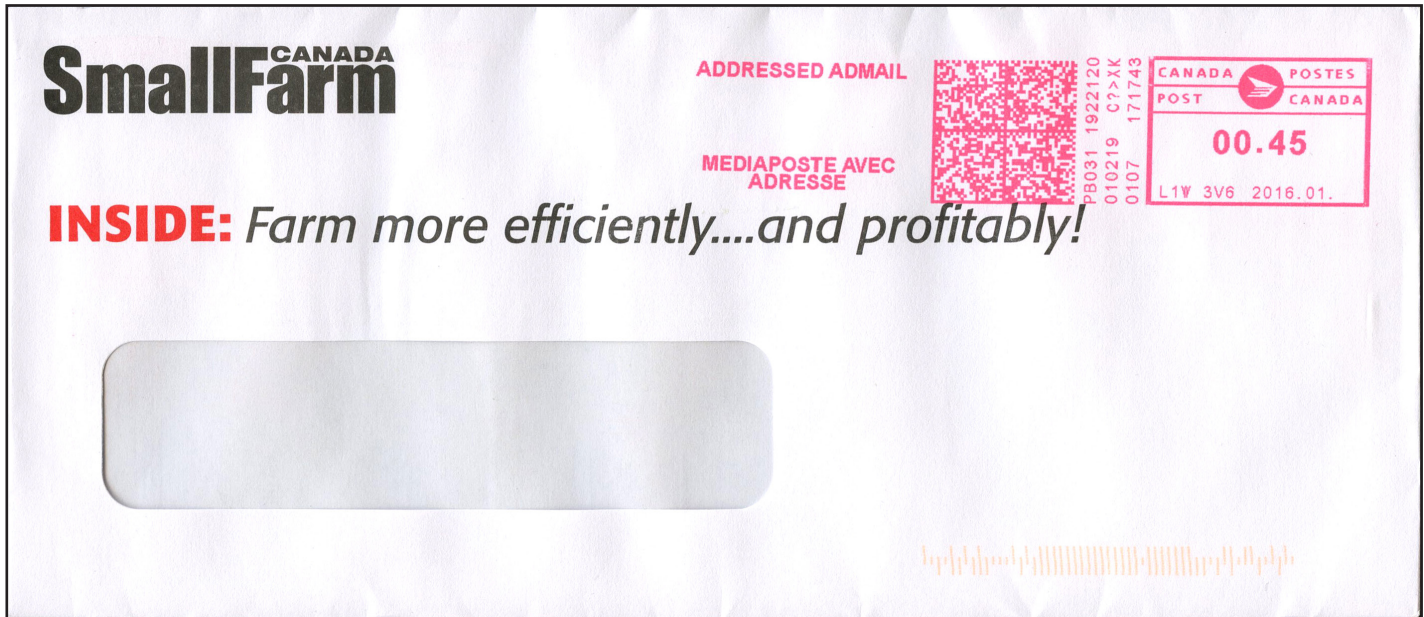 CANADA
SmallFarm
ADDRESSED ADMAIL
MEDIAPOSTE AVEC
ADRESSE
PB031 1922120
010219 C?>XK
0107 171743
CANADA POSTES
POST CANADA
00.45
L1W 3V6 2016.01.
INSIDE: Farm more efficiently....and profitably!